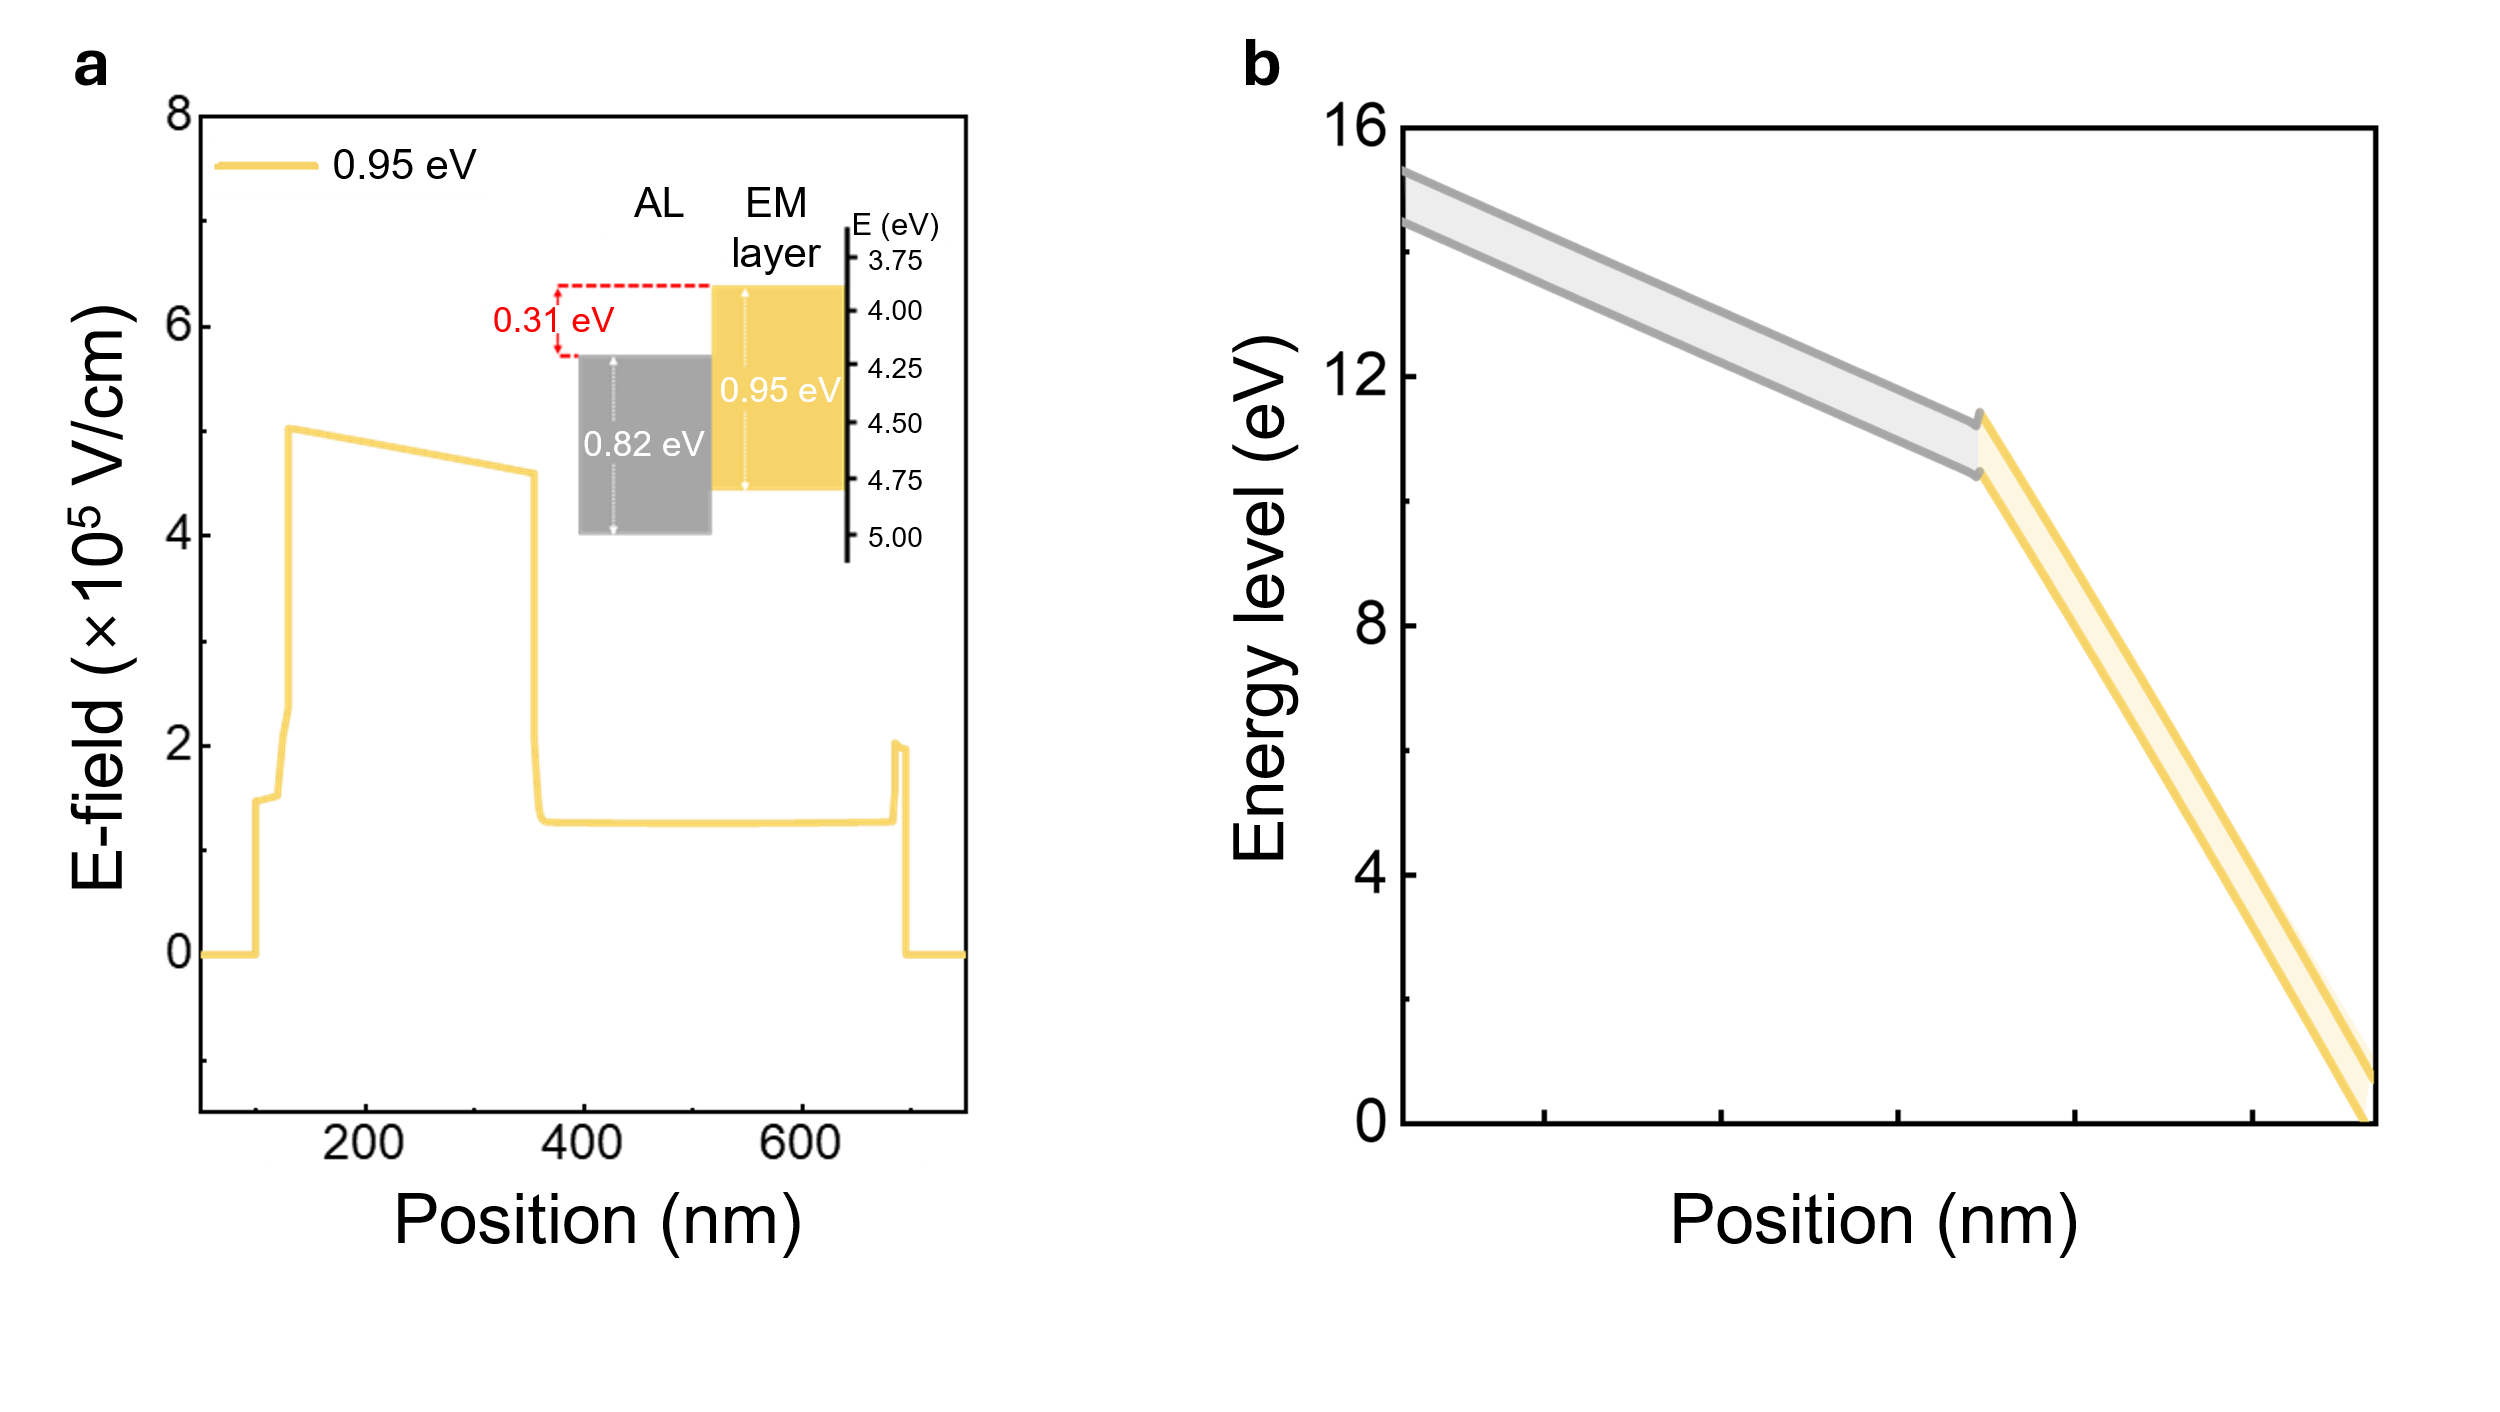 a
8
6
4
2
0
E-field (×10⁵ V/cm)
0.95 eV
AL
EM
layer
E (eV)
3.75
4.00
4.25
4.50
4.75
5.00
0.31 eV
0.82 eV
0.95 eV
200
400
600
Position (nm)
b
16
12
8
4
0
Energy level (eV)
Position (nm)